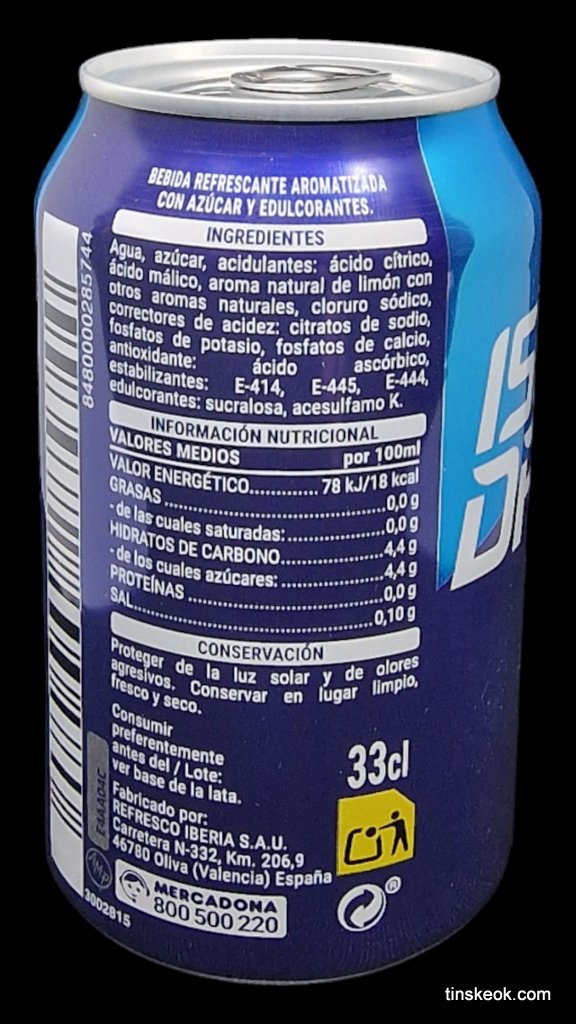 BEBIDA REFRESCANTE AROMATIZADA
CON AZÚCAR Y EDULCORANTES.
INGREDIENTES
Agua, azúcar, acidulantes: ácido cítrico,
ácido málico, aroma natural de limón con
otros aromas naturales, cloruro sódico,
correctores de acidez: citratos de sodio,
fosfatos de potasio, fosfatos de calcio,
antioxidante: ácido ascórbico,
estabilizantes: E-414, E-445, E-444,
edulcorantes: sucralosa, acesulfamo K.
INFORMACIÓN NUTRICIONAL
VALORES MEDIOS por 100ml
VALOR ENERGÉTICO............... 78 kJ/18 kcal
GRASAS ..................................................0,0 g
- de las cuales saturadas: ......................0,0 g
HIDRATOS DE CARBONO.......................4,4 g
- de los cuales azúcares: .......................4,4 g
PROTEÍNAS ............................................0,0 g
SAL.......................................................0,10 g
CONSERVACIÓN
Proteger de la luz solar y de olores
agresivos. Conservar en lugar limpio,
fresco y seco.
Consumir
preferentemente
antes del / Lote:
ver base de la lata.
Fabricado por:
REFRESCO IBERIA S.A.U.
Carretera N-332, Km. 206,9
46780 Oliva (Valencia) España
MERCADONA
800 500 220
33cl
®
8480000285744
E4AA04C
AMP
3002815
IS
DR
tinskeok.com